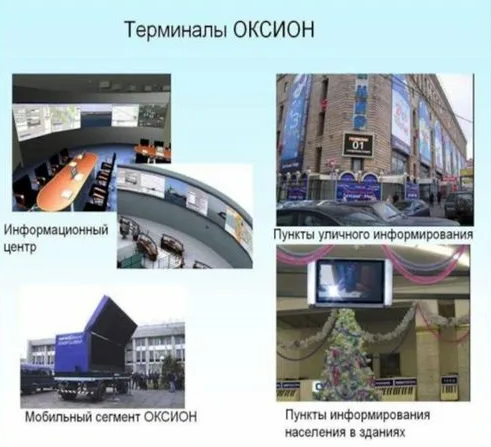 Терминалы ОКСИОН
Информационный
центр
Пункты уличного информирования
01
Мобильный сегмент ОКСИОН
Пункты информирования
населения в зданиях